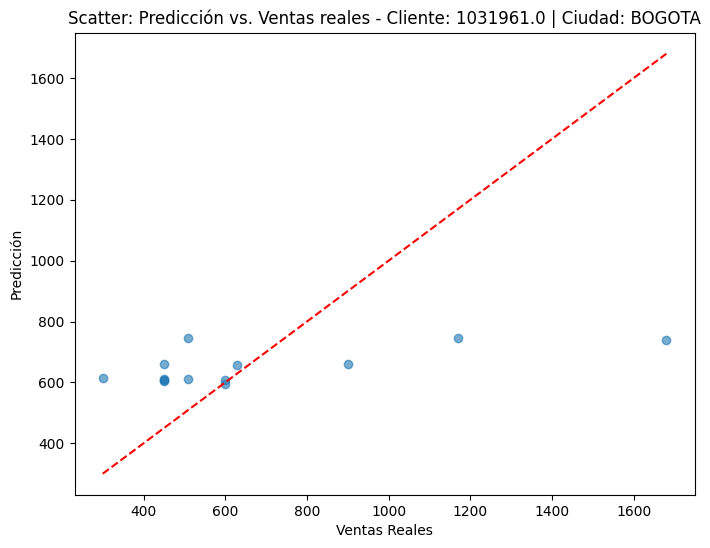 Scatter: Predicción vs. Ventas reales - Cliente: 1031961.0 | Ciudad: BOGOTA
1600
1400
1200
1000
800
600
400
Predicción
400 600 800 1000 1200 1400 1600
Ventas Reales